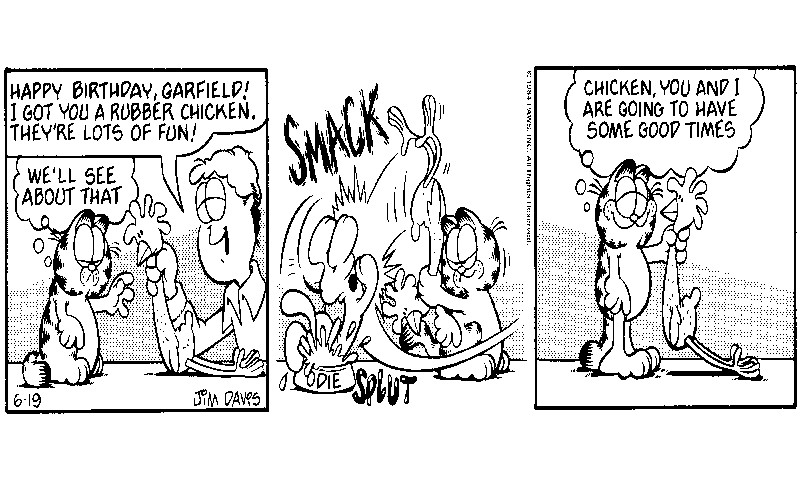 HAPPY BIRTHDAY, GARFIELD!
I GOT YOU A RUBBER CHICKEN.
THEY'RE LOTS OF FUN!
WE'LL SEE
ABOUT THAT
6-19
JIM DAVIS
SMACK
ODIE
SPLUT
CHICKEN, YOU AND I
ARE GOING TO HAVE
SOME GOOD TIMES